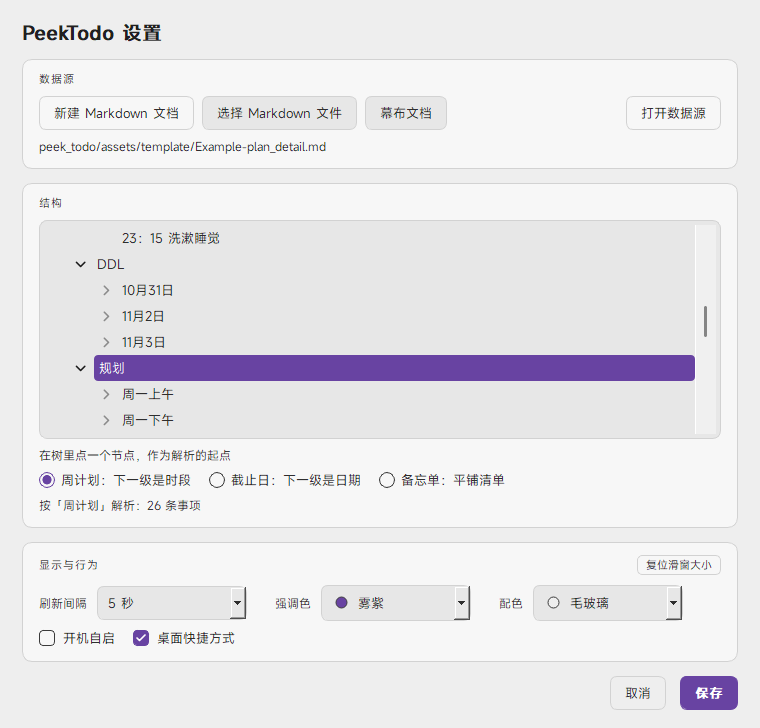 PeekTodo 设置
数据源
新建 Markdown 文档 选择 Markdown 文件 幕布文档 打开数据源
peek_todo/assets/template/Example-plan_detail.md
结构
23：15 洗漱睡觉
DDL
10月31日
11月2日
11月3日
规划
周一上午
周一下午
在树里点一个节点，作为解析的起点
周计划：下一级是时段 截止日：下一级是日期 备忘单：平铺清单
按「周计划」解析：26 条事项
显示与行为 复位滑窗大小
刷新间隔 5 秒 强调色 雾紫 配色 毛玻璃
开机自启 桌面快捷方式
取消 保存